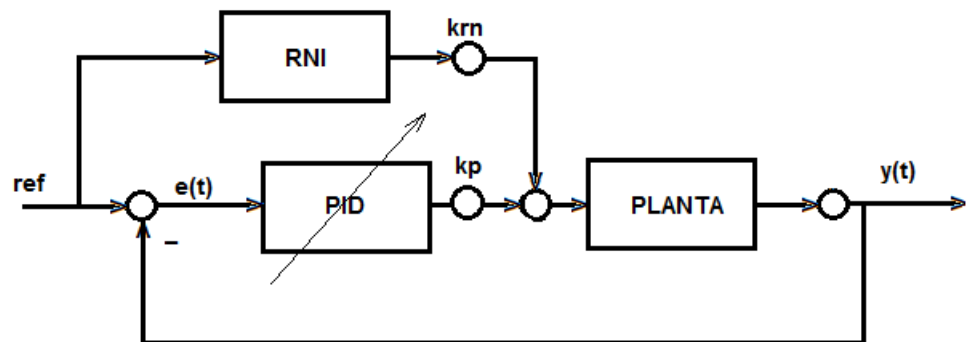 RNI
krn
ref
e(t)
PID
kp
PLANTA
y(t)
–